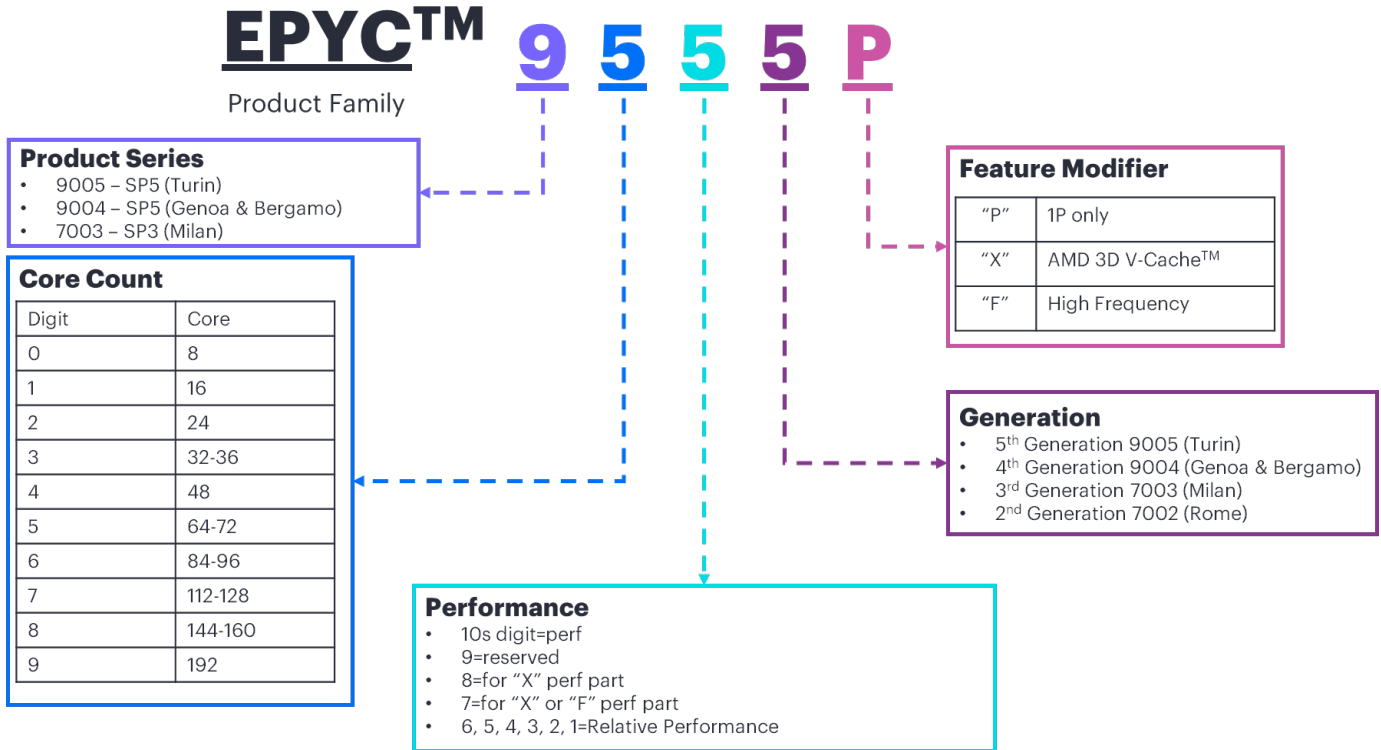 EPYC™ 9 5 5 5 P
Product Family
Product Series
• 9005 – SP5 (Turin)
• 9004 – SP5 (Genoa & Bergamo)
• 7003 – SP3 (Milan)
Core Count
Digit Core
0 8
1 16
2 24
3 32-36
4 48
5 64-72
6 84-96
7 112-128
8 144-160
9 192
Performance
• 10s digit=perf
• 9=reserved
• 8=for “X” perf part
• 7=for “X” or “F” perf part
• 6, 5, 4, 3, 2, 1=Relative Performance
Feature Modifier
“P” 1P only
“X” AMD 3D V-Cache™
“F” High Frequency
Generation
• 5th Generation 9005 (Turin)
• 4th Generation 9004 (Genoa & Bergamo)
• 3rd Generation 7003 (Milan)
• 2nd Generation 7002 (Rome)